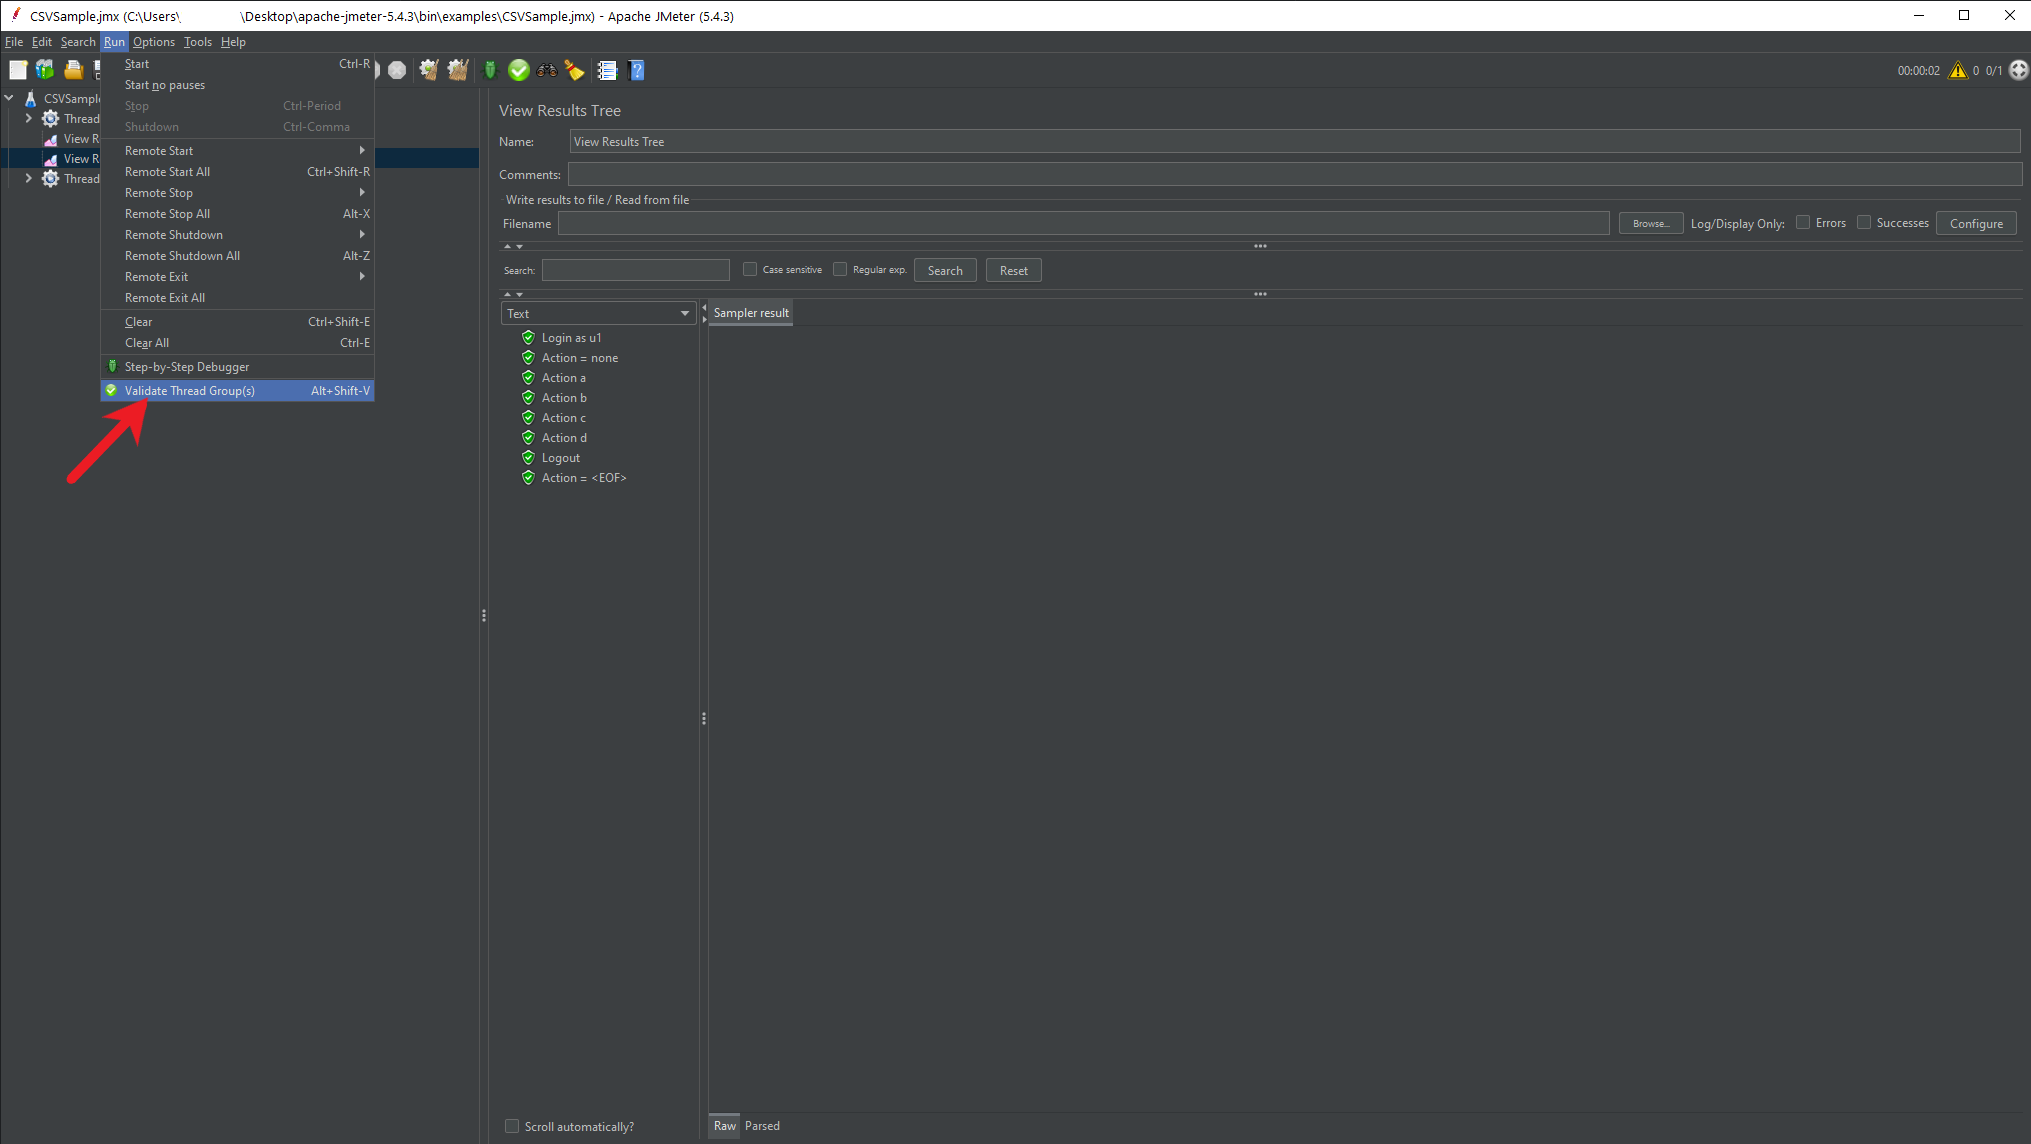 CSVSample.jmx (C:\Users\ \Desktop\apache-jmeter-5.4.3\bin\examples\CSVSample.jmx) - Apache JMeter (5.4.3)
File Edit Search Run Options Tools Help
00:00:02 0 0/1
CSVSample
Thread
View R
View R
Thread
Start Ctrl-R
Start no pauses
Stop Ctrl-Period
Shutdown Ctrl-Comma
Remote Start
Remote Start All Ctrl+Shift-R
Remote Stop
Remote Stop All Alt-X
Remote Shutdown
Remote Shutdown All Alt-Z
Remote Exit
Remote Exit All
Clear Ctrl+Shift-E
Clear All Ctrl-E
Step-by-Step Debugger
Validate Thread Group(s) Alt+Shift-V
View Results Tree
Name: View Results Tree
Comments:
Write results to file / Read from file
Filename Browse... Log/Display Only: Errors Successes Configure
Search: Case sensitive Regular exp. Search Reset
Text
Sampler result
Login as u1
Action = none
Action a
Action b
Action c
Action d
Logout
Action = <EOF>
Scroll automatically?
Raw Parsed